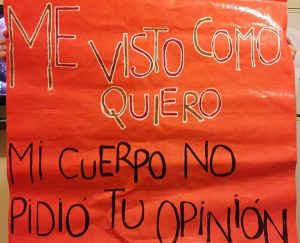 ME VISTO COMO
QUIERO
MI CUERPO NO
PIDIÓ TU OPINIÓN